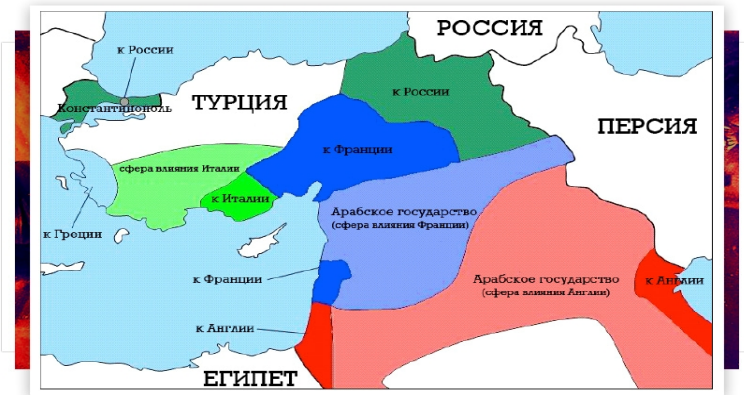 РОССИЯ
к России
к России
Константинополь
ТУРЦИЯ
ПЕРСИЯ
к Франции
сфера влияния Италии
к Италии
Арабское государство
(сфера влияния Франции)
к Греции
к Франции
Арабское государство
(сфера влияния Англии)
к Англии
к Англии
ЕГИПЕТ